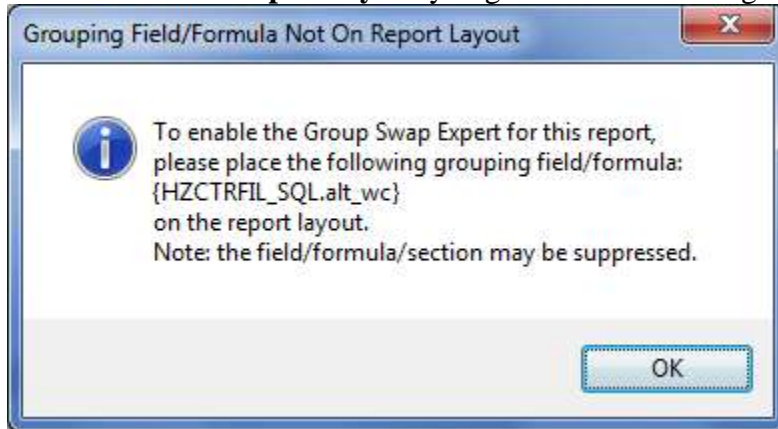 Grouping Field/Formula Not On Report Layout
To enable the Group Swap Expert for this report,
please place the following grouping field/formula:
{HZCTRFIL_SQL.alt_wc}
on the report layout.
Note: the field/formula/section may be suppressed.
OK